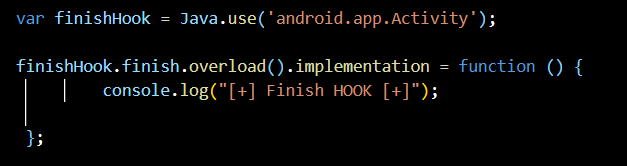 var finishHook = Java.use('android.app.Activity');
finishHook.finish.overload().implementation = function () {
console.log("[+] Finish HOOK [+]");
};